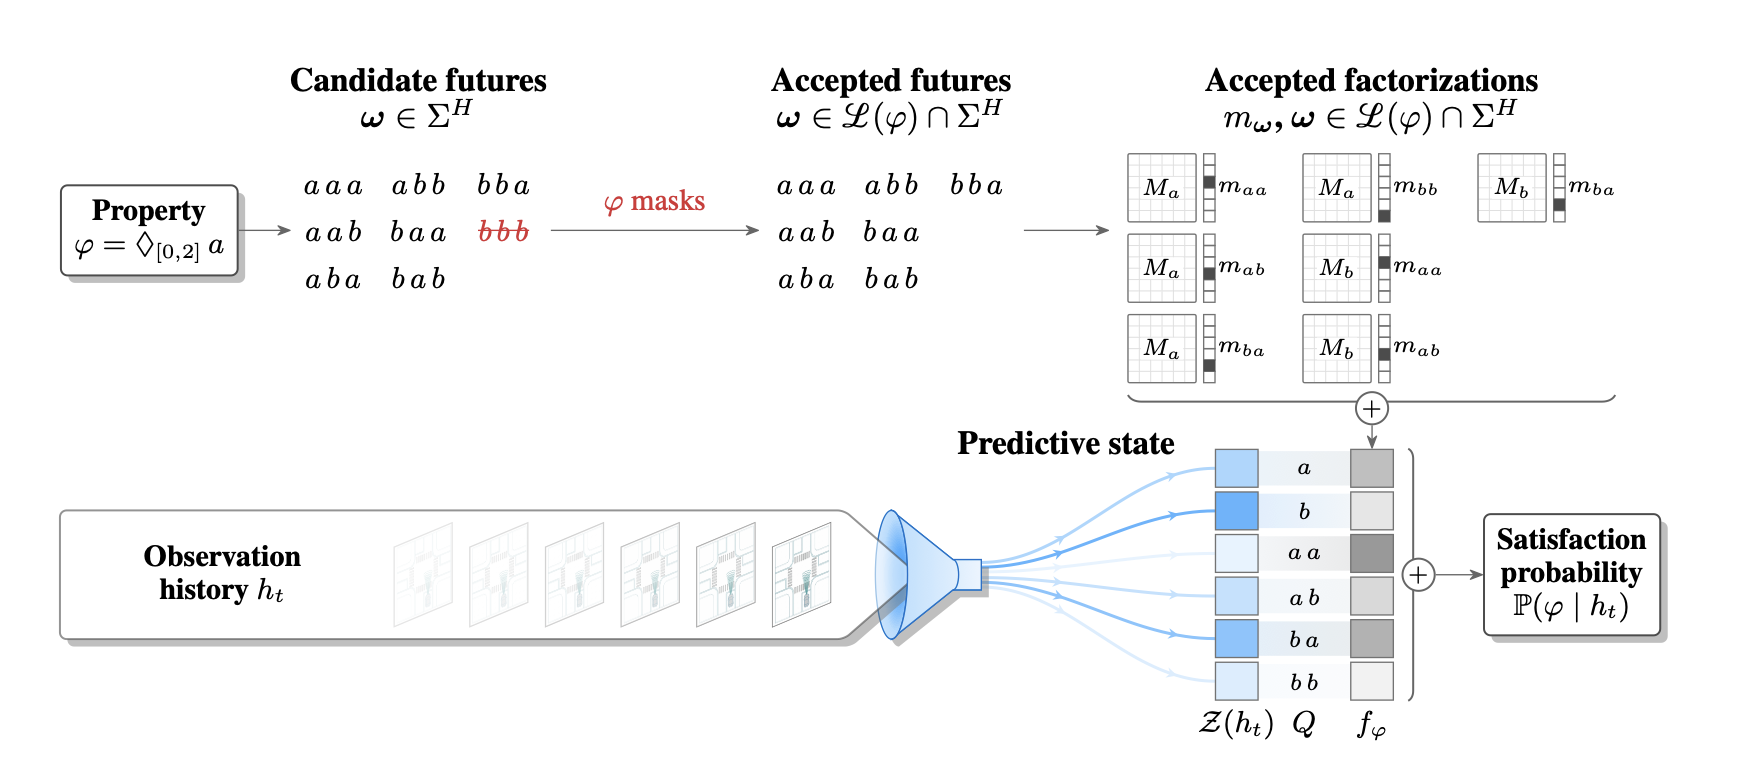 Candidate futures
ω ∈ Σ^H
Accepted futures
ω ∈ ℒ(φ) ∩ Σ^H
Accepted factorizations
m_ω, ω ∈ ℒ(φ) ∩ Σ^H
Property
φ = ◊_[0,2] a
a a a a b b b b a
a a b b a a b b b
a b a b a b
φ masks
a a a a b b b b a
a a b b a a
a b a b a b
M_a m_aa M_a m_bb M_b m_ba
M_a m_ab M_b m_aa
M_a m_ba M_b m_ab
+
Predictive state
Observation
history h_t
a
b
a a
a b
b a
b b
𝒵(h_t) Q f_φ
+
Satisfaction
probability
ℙ(φ | h_t)